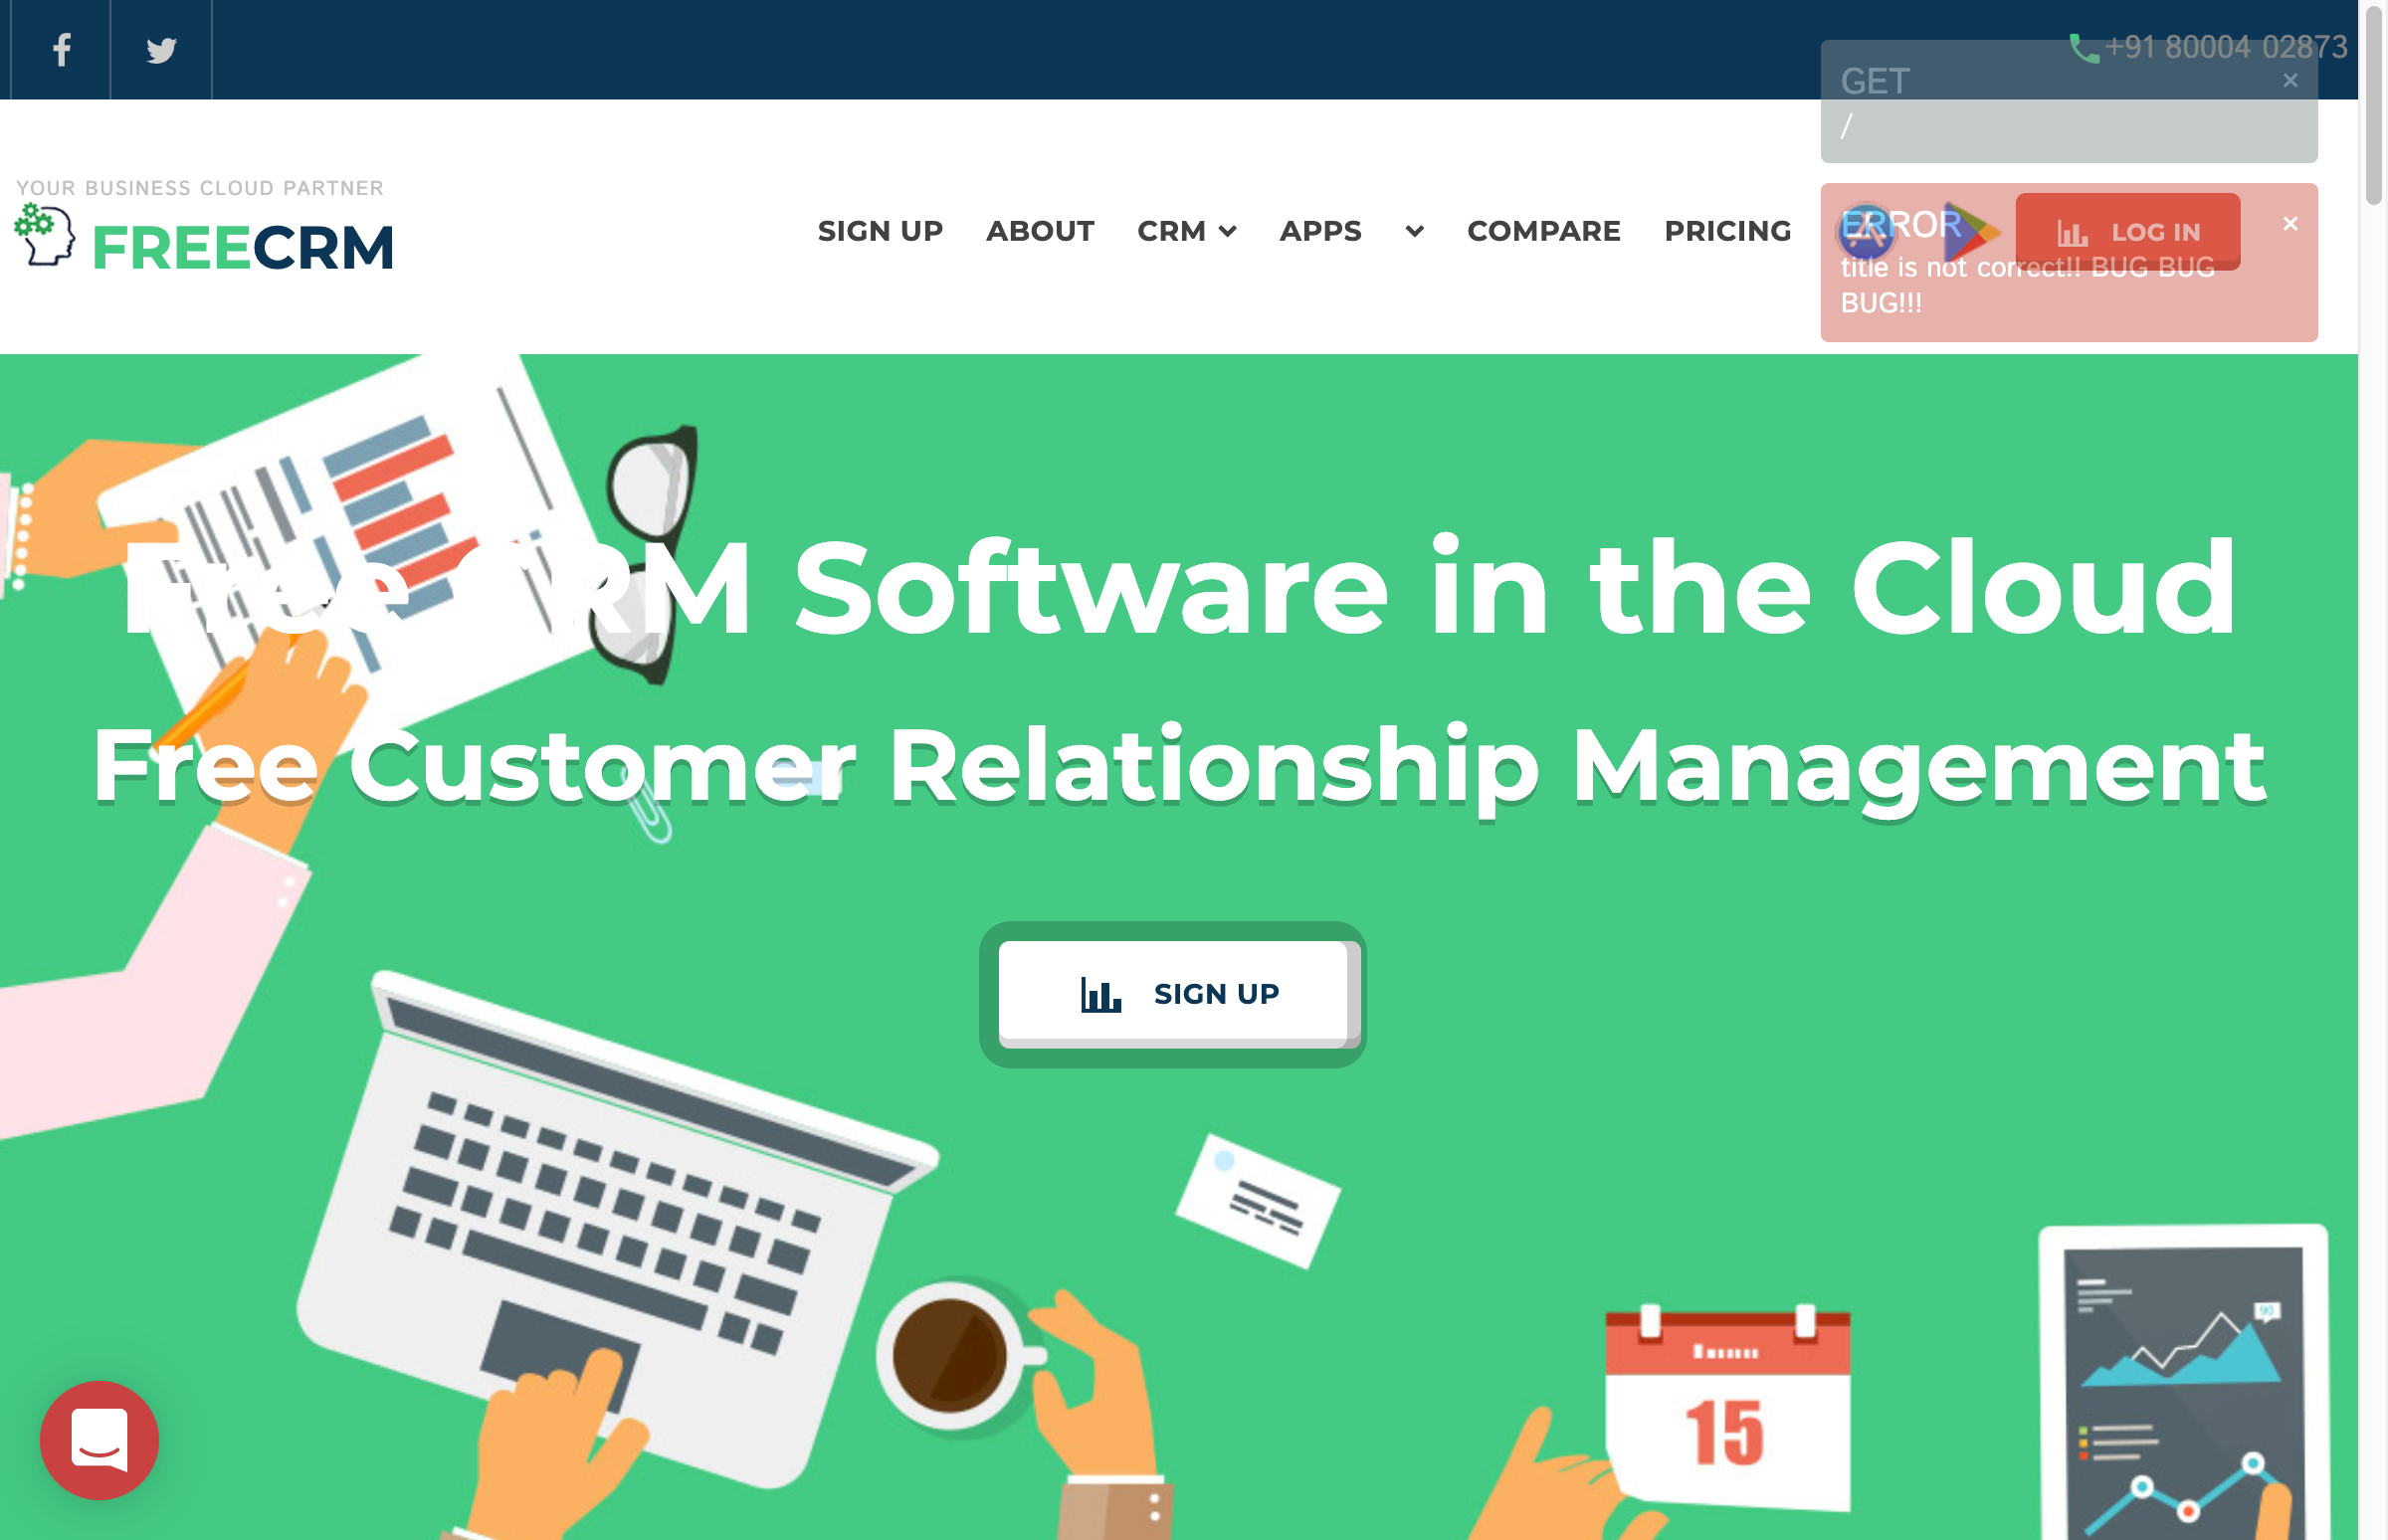 +91 80004 02873
GET ×
/
YOUR BUSINESS CLOUD PARTNER
FREECRM
SIGN UP ABOUT CRM APPS COMPARE PRICING LOG IN
ERROR ×
title is not correct!! BUG BUG
BUG!!!
Free CRM Software in the Cloud
Free Customer Relationship Management
SIGN UP
90
15